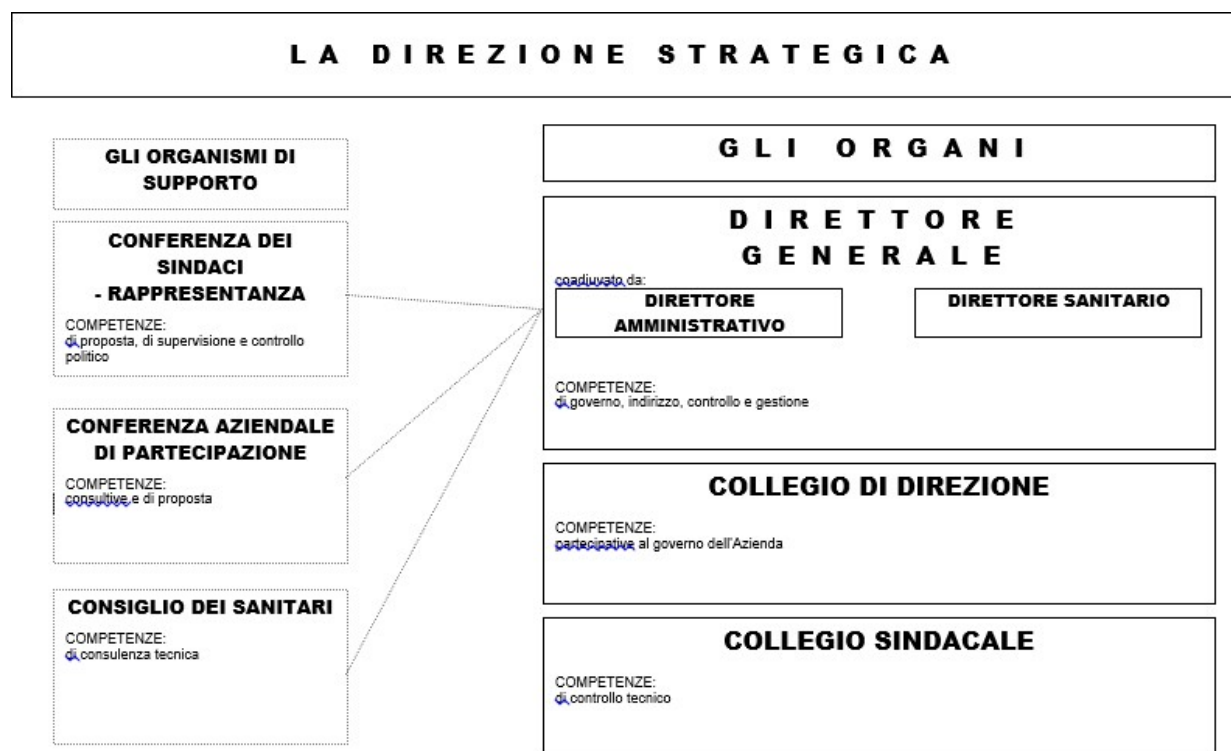 LA DIREZIONE STRATEGICA
GLI ORGANISMI DI
SUPPORTO
CONFERENZA DEI
SINDACI
- RAPPRESENTANZA
COMPETENZE:
di proposta, di supervisione e controllo
politico
CONFERENZA AZIENDALE
DI PARTECIPAZIONE
COMPETENZE:
consultive e di proposta
CONSIGLIO DEI SANITARI
COMPETENZE:
di consulenza tecnica
GLI ORGANI
DIRETTORE
GENERALE
coadiuvato da:
DIRETTORE
AMMINISTRATIVO
DIRETTORE SANITARIO
COMPETENZE:
di governo, indirizzo, controllo e gestione
COLLEGIO DI DIREZIONE
COMPETENZE:
partecipative al governo dell'Azienda
COLLEGIO SINDACALE
COMPETENZE:
di controllo tecnico